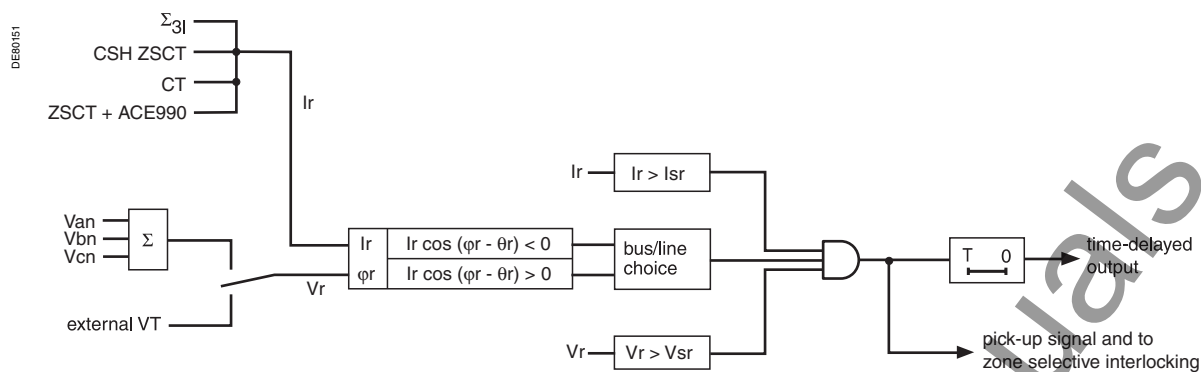 DE80151
Σ3I
CSH ZSCT
CT
ZSCT + ACE990
Ir
Van
Vbn
Vcn
Σ
external VT
Vr
Ir
Ir cos (φr - θr) < 0
φr
Ir cos (φr - θr) > 0
Ir
Ir > Isr
bus/line
choice
Vr
Vr > Vsr
T 0
time-delayed
output
pick-up signal and to
zone selective interlocking
uals